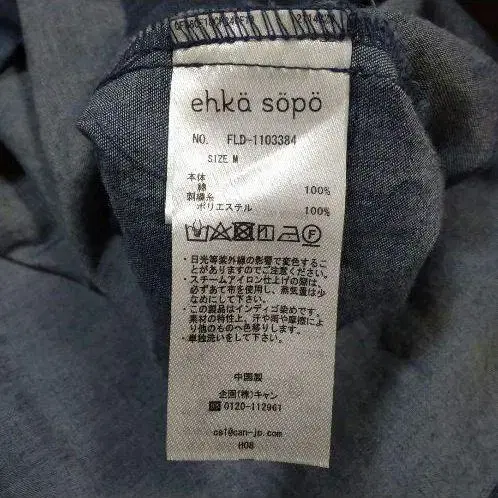 ehkä söpö
NO. FLD-1103384
SIZE M
本体
綿 100%
刺繍糸
ポリエステル 100%
・日光等紫外線の影響で変色するこ
とがありますのでご注意ください。
・スチームアイロン仕上げの際は、
必ずあて布を使用し、蒸気量は少
なめにして下さい。
・この製品はインディゴ染めです。
素材の特性上、汗や雨や摩擦によ
り他のものへ色移りします。
・単独洗いをして下さい。
中国製
企画(株)キャン
0120-112961
cs1@can-jp.com
H08